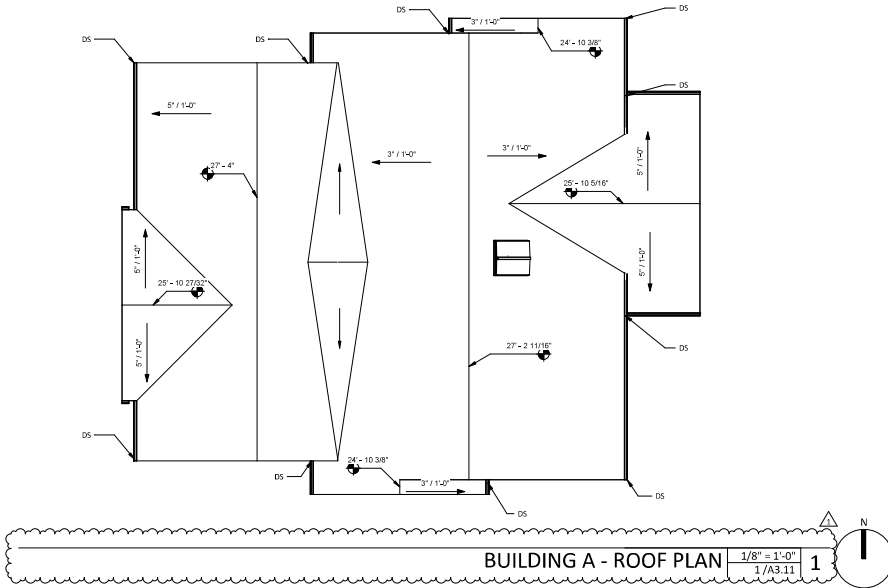 DS
DS
3" / 1'-0"
24' - 10 3/8"
DS
DS
DS
5" / 1'-0"
3" / 1'-0"
3" / 1'-0"
5" / 1'-0"
27' - 4"
25' - 10 5/16"
5" / 1'-0"
5" / 1'-0"
25' - 10 27/32"
5" / 1'-0"
27' - 2 11/16"
DS
DS
24' - 10 3/8"
DS
3" / 1'-0"
DS
DS
1
N
BUILDING A - ROOF PLAN
1/8" = 1'-0"
1 /A3.11
1